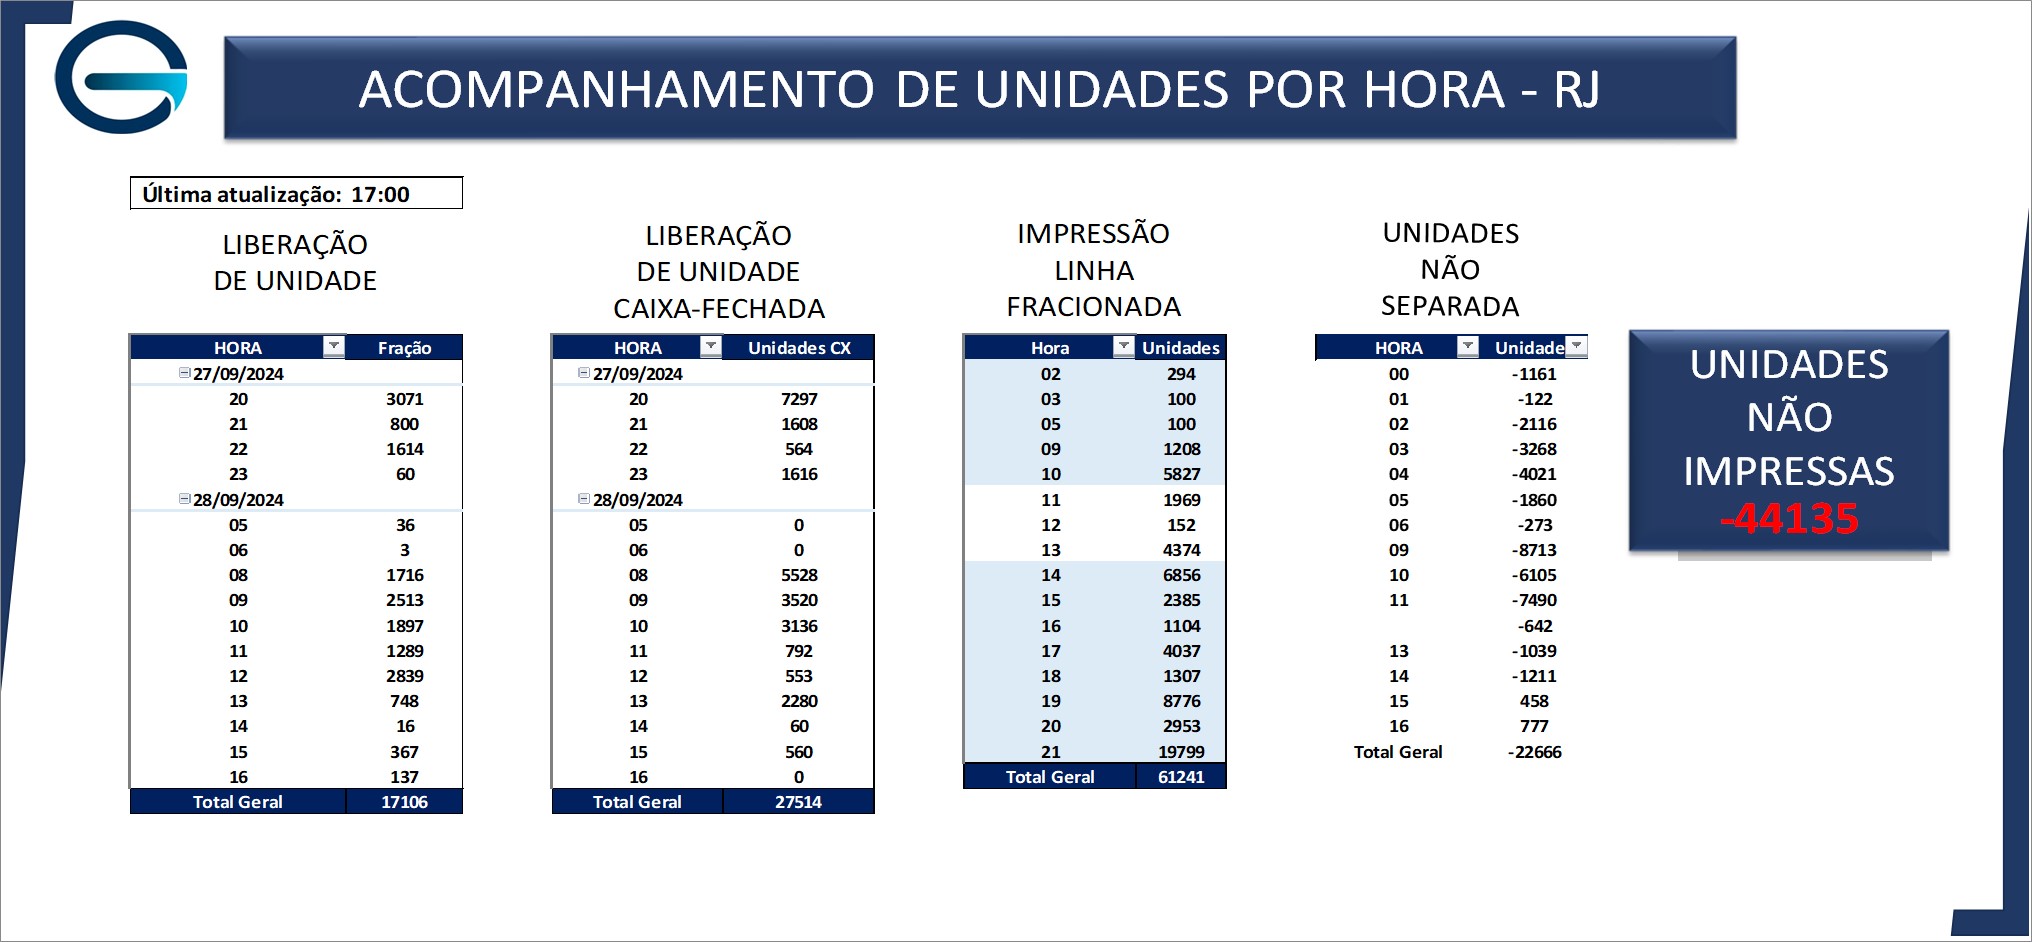 ACOMPANHAMENTO DE UNIDADES POR HORA - RJ
Última atualização: 17:00
LIBERAÇÃO
DE UNIDADE
HORA Fração
27/09/2024
20 3071
21 800
22 1614
23 60
28/09/2024
05 36
06 3
08 1716
09 2513
10 1897
11 1289
12 2839
13 748
14 16
15 367
16 137
Total Geral 17106
LIBERAÇÃO
DE UNIDADE
CAIXA-FECHADA
HORA Unidades CX
27/09/2024
20 7297
21 1608
22 564
23 1616
28/09/2024
05 0
06 0
08 5528
09 3520
10 3136
11 792
12 553
13 2280
14 60
15 560
16 0
Total Geral 27514
IMPRESSÃO
LINHA
FRACIONADA
Hora Unidades
02 294
03 100
05 100
09 1208
10 5827
11 1969
12 152
13 4374
14 6856
15 2385
16 1104
17 4037
18 1307
19 8776
20 2953
21 19799
Total Geral 61241
UNIDADES
NÃO
SEPARADA
HORA Unidade
00 -1161
01 -122
02 -2116
03 -3268
04 -4021
05 -1860
06 -273
09 -8713
10 -6105
11 -7490
-642
13 -1039
14 -1211
15 458
16 777
Total Geral -22666
UNIDADES
NÃO
IMPRESSAS
-44135